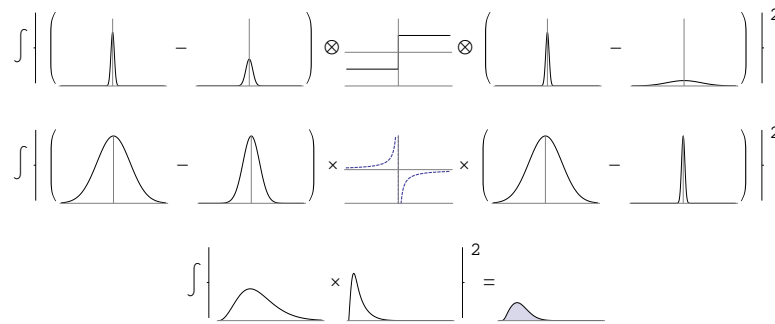 ∫ | ( − ) ⊗ ⊗ ( − ) | 2
∫ | ( − ) × × ( − ) | 2
∫ | × | 2 =